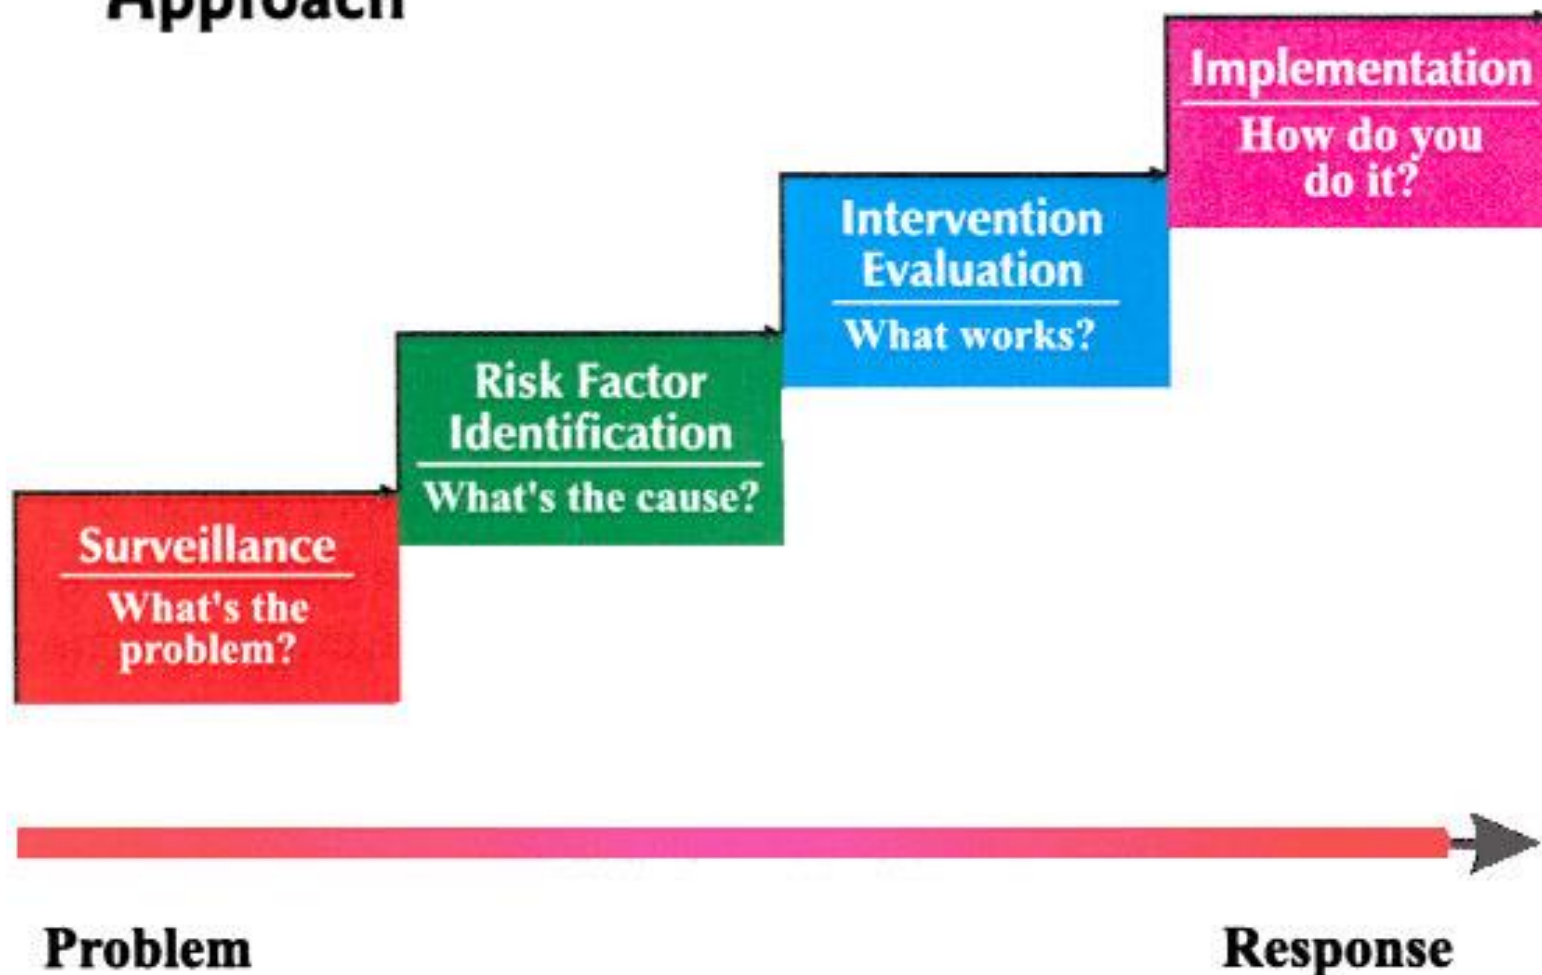 Approach
Implementation
How do you
do it?
Intervention
Evaluation
What works?
Risk Factor
Identification
What's the cause?
Surveillance
What's the
problem?
Problem
Response